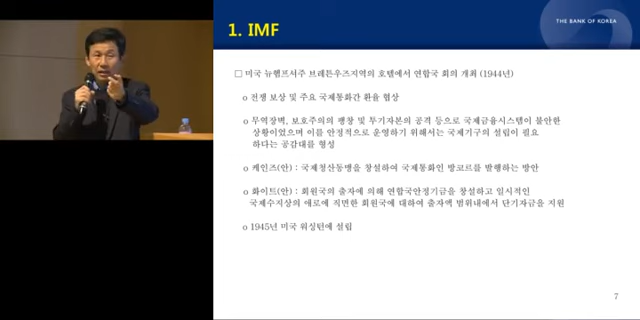 THE BANK OF KOREA
1. IMF
□ 미국 뉴햄프셔주 브레튼우즈지역의 호텔에서 연합국 회의 개최 (1944년)
o 전쟁 보상 및 주요 국제통화간 환율 협상
o 무역장벽, 보호주의의 팽창 및 투기자본의 공격 등으로 국제금융시스템이 불안한
상황이었으며 이를 안정적으로 운영하기 위해서는 국제기구의 설립이 필요
하다는 공감대를 형성
o 케인즈(안) : 국제청산동맹을 창설하여 국제통화인 방코르를 발행하는 방안
o 화이트(안) : 회원국의 출자에 의해 연합국안정기금을 창설하고 일시적인
국제수지상의 애로에 직면한 회원국에 대하여 출자액 범위내에서 단기자금을 지원
o 1945년 미국 워싱턴에 설립
7